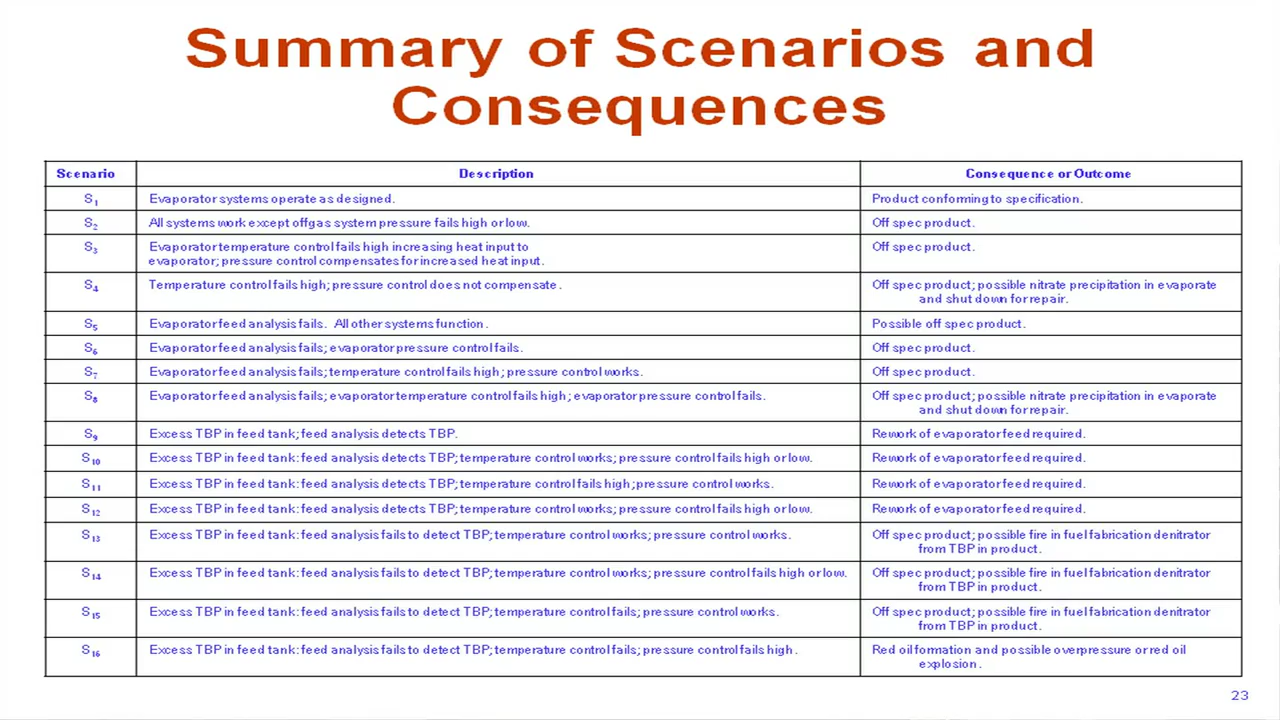 Summary of Scenarios and
Consequences
Scenario Description Consequence or Outcome
S1 Evaporator systems operate as designed. Product conforming to specification.
S2 All systems work except offgas system pressure fails high or low. Off spec product.
S3 Evaporator temperature control fails high increasing heat input to Off spec product.
evaporator; pressure control compensates for increased heat input.
S4 Temperature control fails high; pressure control does not compensate. Off spec product; possible nitrate precipitation in evaporate
and shut down for repair.
S5 Evaporator feed analysis fails. All other systems function. Possible off spec product.
S6 Evaporator feed analysis fails; evaporator pressure control fails. Off spec product.
S7 Evaporator feed analysis fails; temperature control fails high; pressure control works. Off spec product.
S8 Evaporator feed analysis fails; evaporator temperature control fails high; evaporator pressure control fails. Off spec product; possible nitrate precipitation in evaporate
and shut down for repair.
S9 Excess TBP in feed tank; feed analysis detects TBP. Rework of evaporator feed required.
S10 Excess TBP in feed tank: feed analysis detects TBP; temperature control works; pressure control fails high or low. Rework of evaporator feed required.
S11 Excess TBP in feed tank: feed analysis detects TBP; temperature control fails high; pressure control works. Rework of evaporator feed required.
S12 Excess TBP in feed tank: feed analysis detects TBP; temperature control works; pressure control fails high or low. Rework of evaporator feed required.
S13 Excess TBP in feed tank: feed analysis fails to detect TBP; temperature control works; pressure control works. Off spec product; possible fire in fuel fabrication denitrator
from TBP in product.
S14 Excess TBP in feed tank: feed analysis fails to detect TBP; temperature control works; pressure control fails high or low. Off spec product; possible fire in fuel fabrication denitrator
from TBP in product.
S15 Excess TBP in feed tank: feed analysis fails to detect TBP; temperature control fails; pressure control works. Off spec product; possible fire in fuel fabrication denitrator
from TBP in product.
S16 Excess TBP in feed tank: feed analysis fails to detect TBP; temperature control fails; pressure control fails high. Red oil formation and possible overpressure or red oil
explosion.
23